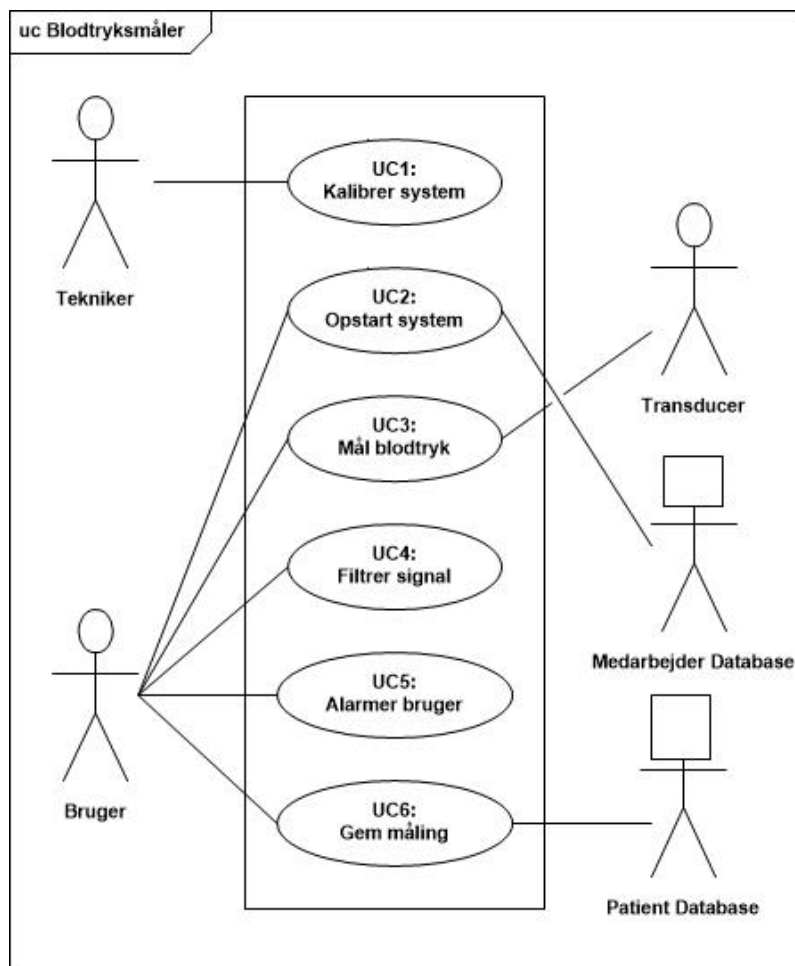 uc Blodtryksmåler
UC1:
Kalibrer system
Tekniker
UC2:
Opstart system
Transducer
UC3:
Mål blodtryk
UC4:
Filtrer signal
Medarbejder Database
UC5:
Alarmer bruger
Bruger
UC6:
Gem måling
Patient Database